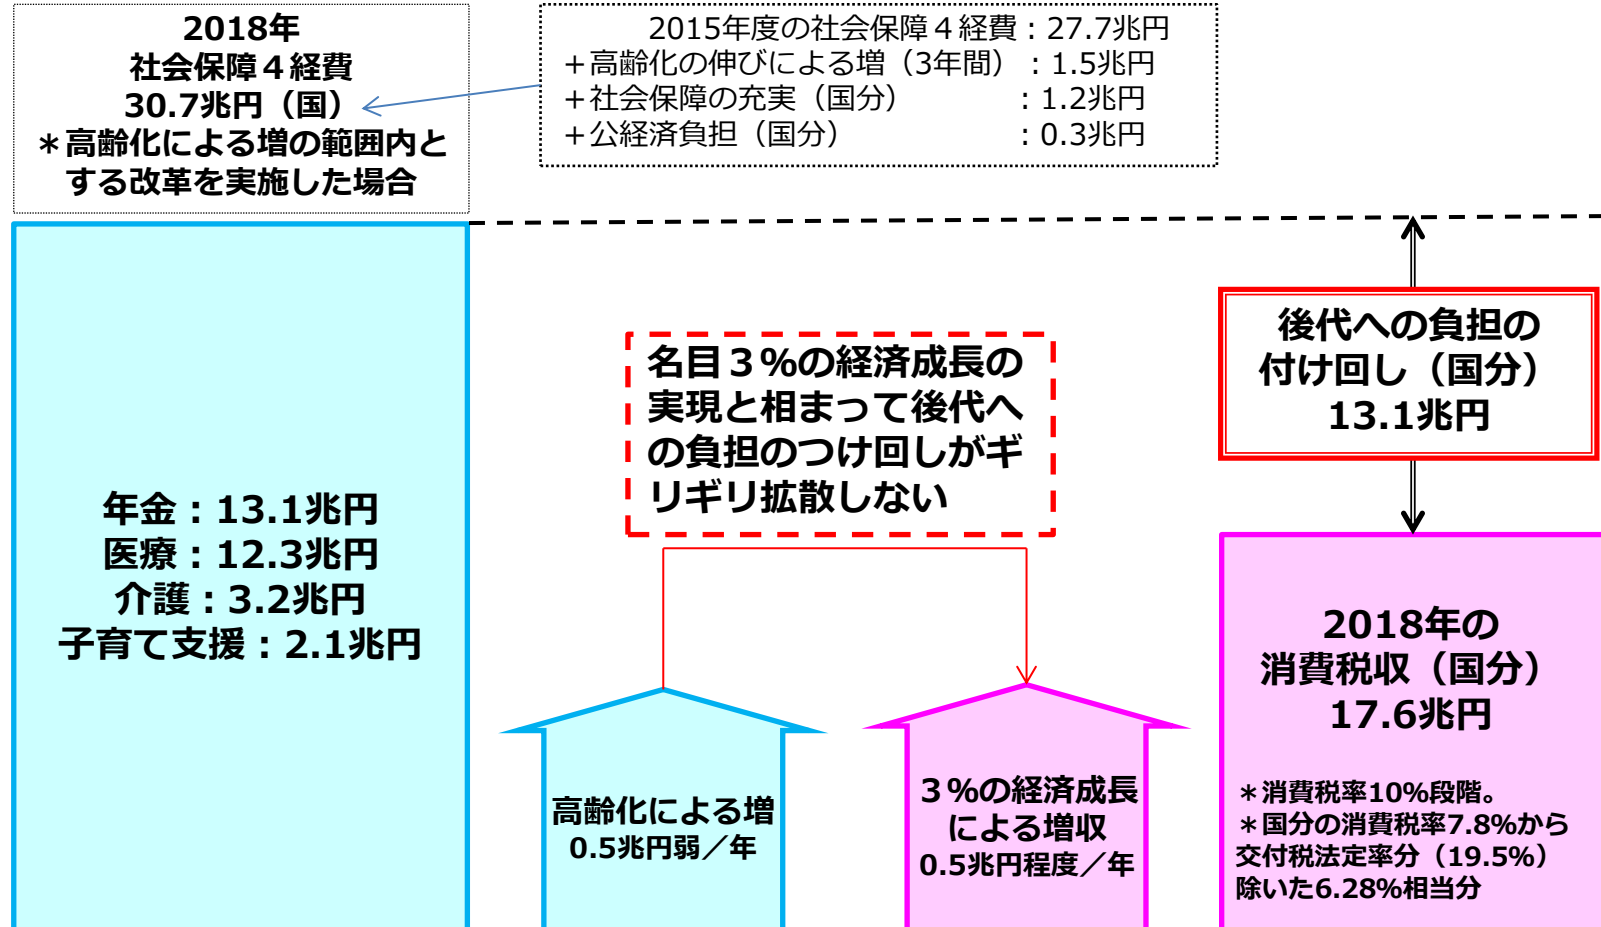 2018年
社会保障４経費
30.7兆円（国）
＊高齢化による増の範囲内と
する改革を実施した場合
2015年度の社会保障４経費：27.7兆円
＋高齢化の伸びによる増（3年間）：1.5兆円
＋社会保障の充実（国分）　　　　：1.2兆円
＋公経済負担（国分）　　　　　　：0.3兆円
後代への負担の
付け回し（国分）
13.1兆円
名目３%の経済成長の
実現と相まって後代へ
の負担のつけ回しがギ
リギリ拡散しない
年金：13.1兆円
医療：12.3兆円
介護：3.2兆円
子育て支援：2.1兆円
高齢化による増
0.5兆円弱／年
３%の経済成長
による増収
0.5兆円程度／年
2018年の
消費税収（国分）
17.6兆円
＊消費税率10%段階。
＊国分の消費税率7.8%から
交付税法定率分（19.5%）
除いた6.28%相当分